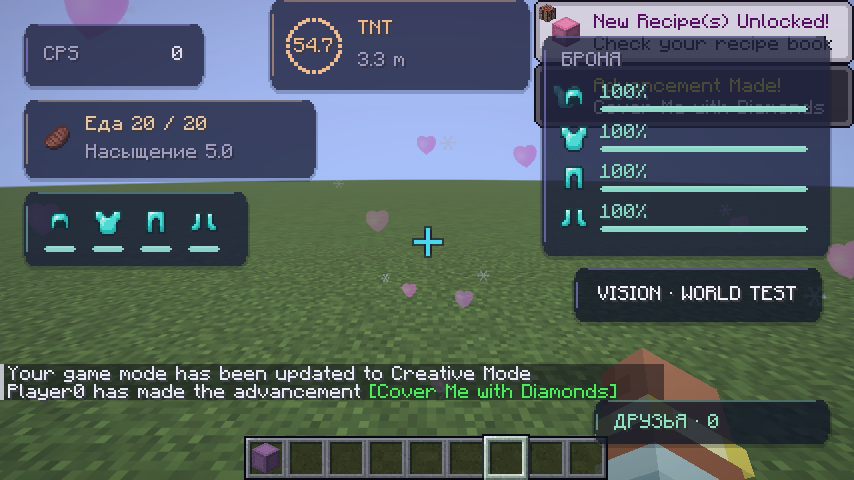 CPS 0
54.7
TNT
3.3 m
New Recipe(s) Unlocked!
Check your recipe book
БРОНЯ
Advancement Made!
Cover Me with Diamonds
100%
100%
100%
100%
Еда 20 / 20
Насыщение 5.0
VISION · WORLD TEST
Your game mode has been updated to Creative Mode
Player0 has made the advancement [Cover Me with Diamonds]
ДРУЗЬЯ · 0